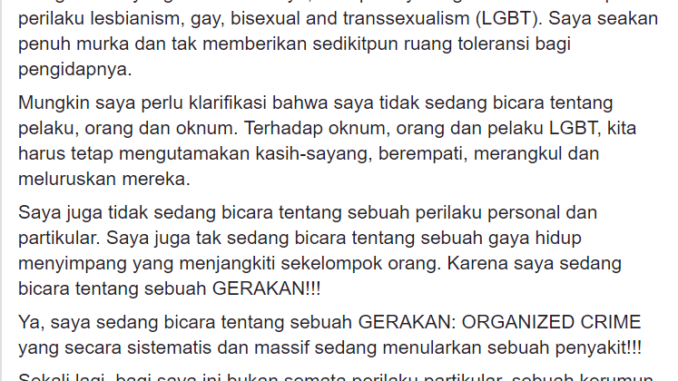 perilaku lesbianism, gay, bisexual and transsexualism (LGBT). Saya seakan
penuh murka dan tak memberikan sedikitpun ruang toleransi bagi
pengidapnya.
Mungkin saya perlu klarifikasi bahwa saya tidak sedang bicara tentang
pelaku, orang dan oknum. Terhadap oknum, orang dan pelaku LGBT, kita
harus tetap mengutamakan kasih-sayang, berempati, merangkul dan
meluruskan mereka.
Saya juga tidak sedang bicara tentang sebuah perilaku personal dan
partikular. Saya juga tak sedang bicara tentang sebuah gaya hidup
menyimpang yang menjangkiti sekelompok orang. Karena saya sedang
bicara tentang sebuah GERAKAN!!!
Ya, saya sedang bicara tentang sebuah GERAKAN: ORGANIZED CRIME
yang secara sistematis dan massif sedang menularkan sebuah penyakit!!!
Sekali lagi, bagi saya ini bukan semata perilaku partikular, sebuah kerumun